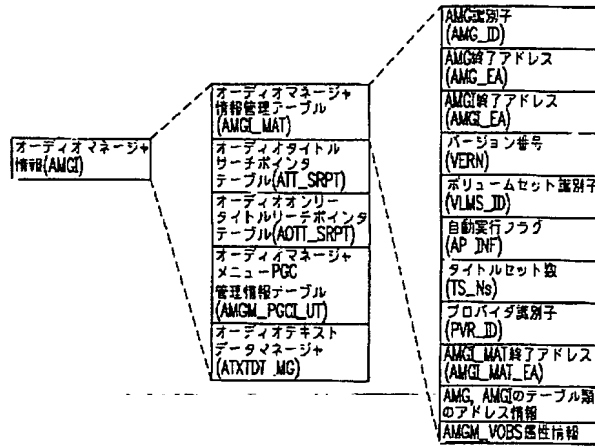 オーディオマネージャ
情報(AMGI)
オーディオマネージャ
情報管理テーブル
(AMGI_MAT)
オーディオタイトル
サーチポインタ
テーブル(ATT_SRPT)
オーディオオンリー
タイトルサーチポインタ
テーブル(AOTT_SRPT)
オーディオマネージャ
メニューPGC
管理情報テーブル
(AMGM_PGCI_UT)
オーディオテキスト
データマネージャ
(ATXTDT_MG)
AMG識別子
(AMG_ID)
AMG終了アドレス
(AMG_EA)
AMGI終了アドレス
(AMGI_EA)
バージョン番号
(VERN)
ボリュームセット識別子
(VLMS_ID)
自動実行フラグ
(AP_INF)
タイトルセット数
(TS_Ns)
プロバイダ識別子
(PVR_ID)
AMGI_MAT終了アドレス
(AMGI_MAT_EA)
AMG, AMGIのテーブル類
のアドレス情報
AMGM_VOBS属性情報